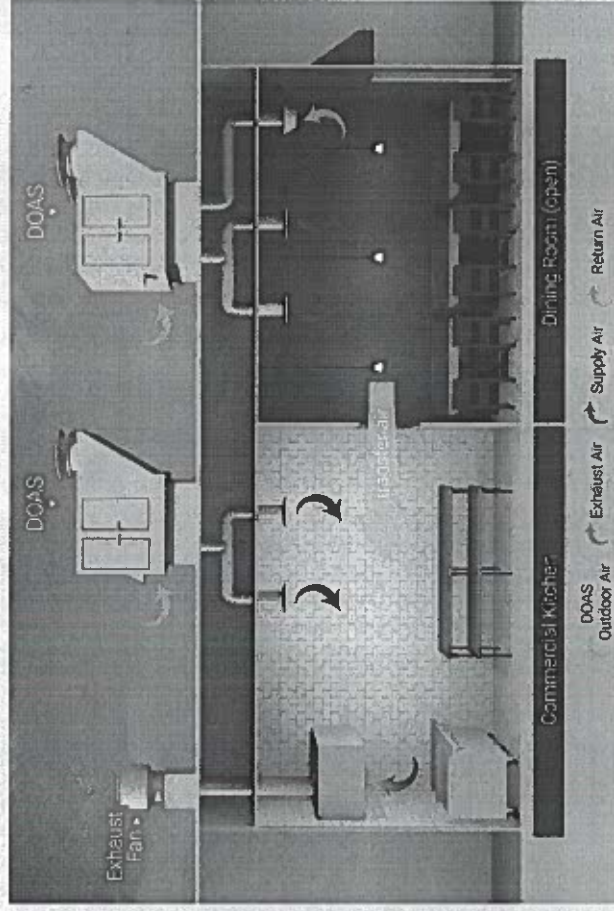 Exhaust
Fan
DOAS
DOAS
transfer air
Commercial Kitchen
Dining Room (open)
DOAS
Outdoor Air
Exhaust Air
Supply Air
Return Air